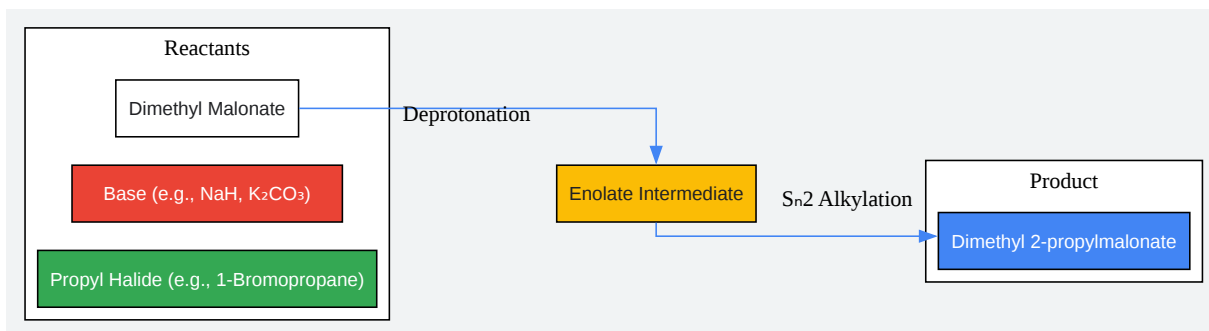 Reactants
Dimethyl Malonate
Deprotonation
Base (e.g., NaH, K₂CO₃)
Enolate Intermediate
Sₙ2 Alkylation
Product
Dimethyl 2-propylmalonate
Propyl Halide (e.g., 1-Bromopropane)